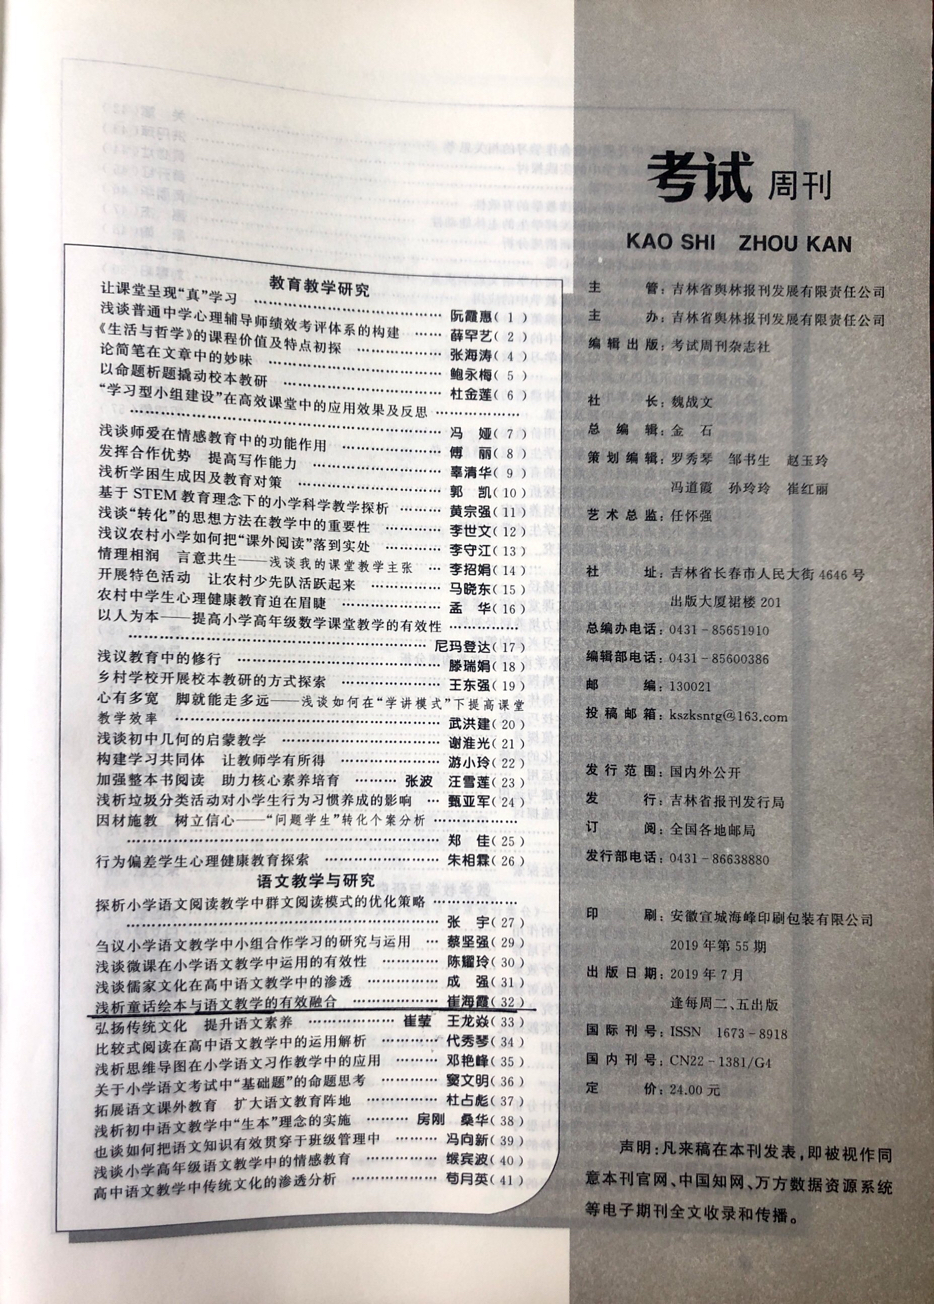 教育教学研究
让课堂呈现“真”学习 ………………………… 阮霞惠( 1 )
浅谈普通中学心理辅导师绩效考评体系的构建 …… 薛罕艺( 2 )
《生活与哲学》的课程价值及特点初探 …………… 张海涛( 4 )
论简笔在文章中的妙味 ………………………… 鲍永梅( 5 )
以命题析题撬动校本教研 ……………………… 杜金莲( 6 )
“学习型小组建设”在高效课堂中的应用效果及反思 ……………
……………………………………………… 冯　娅( 7 )
浅谈师爱在情感教育中的功能作用 ……………… 傅　丽( 8 )
发挥合作优势　提高写作能力 …………………… 辜清华( 9 )
浅析学困生成因及教育对策 ……………………… 郭　凯(10)
基于 STEM 教育理念下的小学科学教学探析 ……… 黄宗强(11)
浅谈“转化”的思想方法在教学中的重要性 ……… 李世文(12)
浅议农村小学如何把“课外阅读”落到实处 ………… 李守江(13)
情理相润　言意共生——浅谈我的课堂教学主张 … 李招娟(14)
开展特色活动　让农村少先队活跃起来 ………… 马晓东(15)
农村中学生心理健康教育迫在眉睫 ……………… 孟　华(16)
以人为本——提高小学高年级数学课堂教学的有效性 …………
……………………………………………… 尼玛登达(17)
浅议教育中的修行 ……………………………… 滕瑞娟(18)
乡村学校开展校本教研的方式探索 ……………… 王东强(19)
心有多宽　脚就能走多远——浅谈如何在“学讲模式”下提高课堂
教学效率 ……………………………………… 武洪建(20)
浅谈初中几何的启蒙教学 ……………………… 谢淮光(21)
构建学习共同体　让教师学有所得 ……………… 游小玲(22)
加强整本书阅读　助力核心素养培育 ……… 张波　汪雪莲(23)
浅析垃圾分类活动对小学生行为习惯养成的影响 … 甄亚军(24)
因材施教　树立信心——“问题学生”转化个案分析 ……………
……………………………………………… 郑　佳(25)
行为偏差学生心理健康教育探索 ………………… 朱相霖(26)
语文教学与研究
探析小学语文阅读教学中群文阅读模式的优化策略 ……………
……………………………………………… 张　宇(27)
刍议小学语文教学中小组合作学习的研究与运用 … 蔡坚强(29)
浅谈微课在小学语文教学中运用的有效性 ………… 陈耀玲(30)
浅谈儒家文化在高中语文教学中的渗透 ………… 成　强(31)
浅析童话绘本与语文教学的有效融合 …………… 崔海霞(32)
弘扬传统文化　提升语文素养 …………… 崔莹　王龙焱(33)
比较式阅读在高中语文教学中的运用解析 ………… 代秀琴(34)
浅析思维导图在小学语文习作教学中的应用 ……… 邓艳峰(35)
关于小学语文考试中“基础题”的命题思考 ……… 窦文明(36)
拓展语文课外教育　扩大语文教育阵地 ………… 杜占彪(37)
浅析初中语文教学中“生本”理念的实施 ……… 房刚　桑华(38)
也谈如何把语文知识有效贯穿于班级管理中 ……… 冯向新(39)
浅谈小学高年级语文教学中的情感教育 ………… 缑宾波(40)
高中语文教学中传统文化的渗透分析 …………… 苟月英(41)
考试 周刊
KAO SHI　ZHOU KAN
主　　管：吉林省舆林报刊发展有限责任公司
主　　办：吉林省舆林报刊发展有限责任公司
编辑出版：考试周刊杂志社
社　　长：魏战文
总 编 辑：金　石
策划编辑：罗秀琴　邹书生　赵玉玲
冯道霞　孙玲玲　崔红丽
艺术总监：任怀强
社　　址：吉林省长春市人民大街 4646 号
出版大厦裙楼 201
总编办电话：0431－85651910
编辑部电话：0431－85600386
邮　　编：130021
投稿邮箱：kszksntg@163.com
发行范围：国内外公开
发　　行：吉林省报刊发行局
订　　阅：全国各地邮局
发行部电话：0431－86638880
印　　刷：安徽宣城海峰印刷包装有限公司
2019 年第 55 期
出版日期：2019 年 7 月
逢每周二、五出版
国际刊号：ISSN　1673－8918
国内刊号：CN22－1381/G4
定　　价：24.00 元
声明：凡来稿在本刊发表，即被视作同
意本刊官网、中国知网、万方数据资源系统
等电子期刊全文收录和传播。